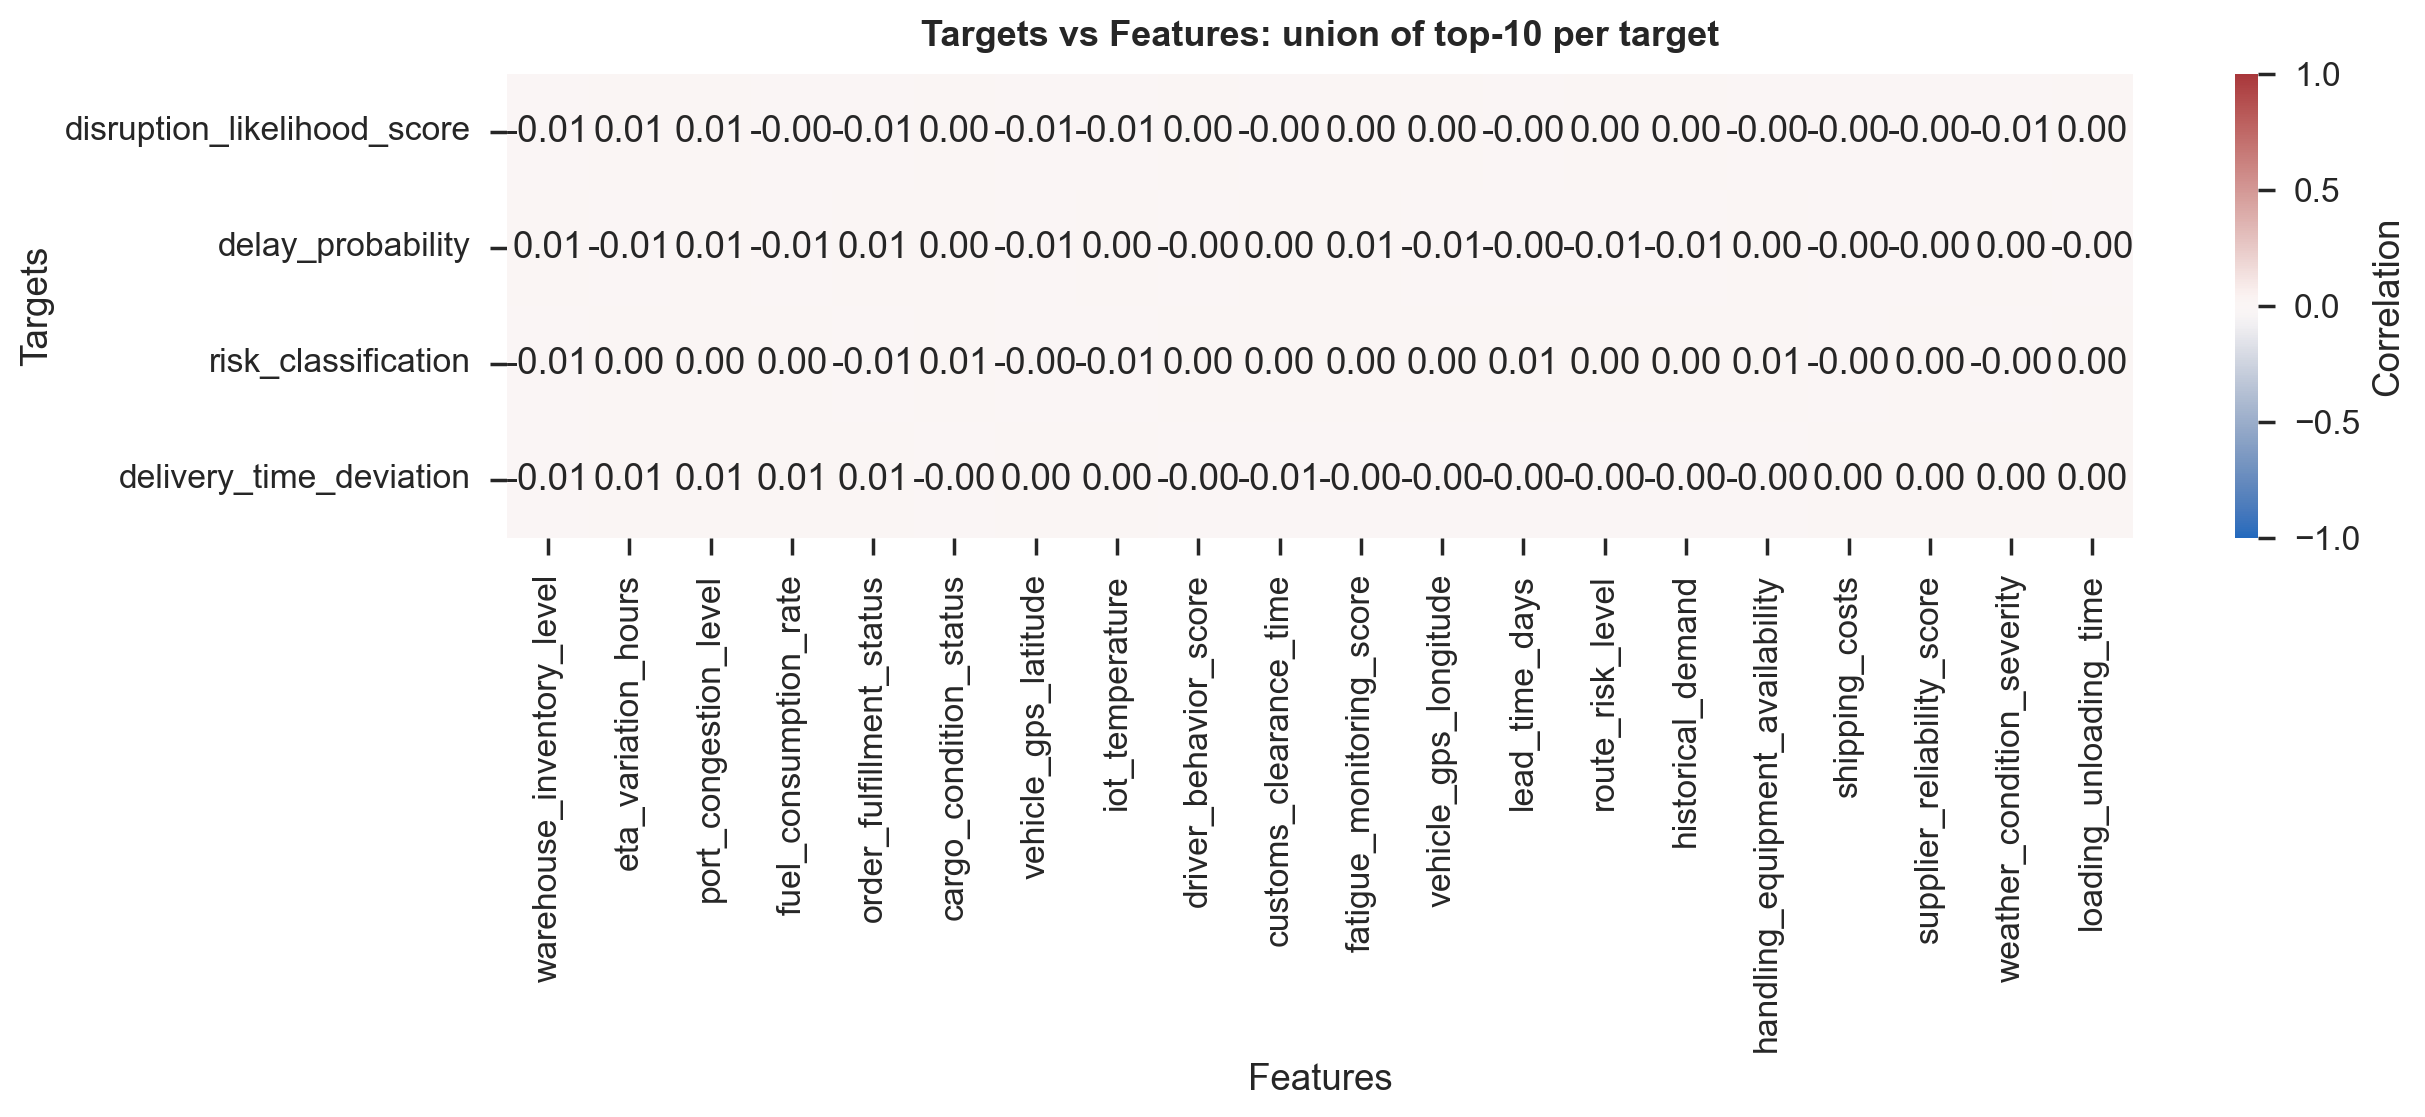 Targets vs Features: union of top-10 per target
Targets
disruption_likelihood_score -0.01 0.01 0.01 -0.00 -0.01 0.00 -0.01 -0.01 0.00 -0.00 0.00 0.00 -0.00 0.00 0.00 -0.00 -0.00 -0.00 -0.01 0.00
delay_probability 0.01 -0.01 0.01 -0.01 0.01 0.00 -0.01 0.00 -0.00 0.00 0.01 -0.01 -0.00 -0.01 -0.01 0.00 -0.00 -0.00 0.00 -0.00
risk_classification -0.01 0.00 0.00 0.00 -0.01 0.01 -0.00 -0.01 0.00 0.00 0.00 0.00 0.01 0.00 0.00 0.01 -0.00 0.00 -0.00 0.00
delivery_time_deviation -0.01 0.01 0.01 0.01 0.01 -0.00 0.00 0.00 -0.00 -0.01 -0.00 -0.00 -0.00 -0.00 -0.00 -0.00 0.00 0.00 0.00 0.00
warehouse_inventory_level
eta_variation_hours
port_congestion_level
fuel_consumption_rate
order_fulfillment_status
cargo_condition_status
vehicle_gps_latitude
iot_temperature
driver_behavior_score
customs_clearance_time
fatigue_monitoring_score
vehicle_gps_longitude
lead_time_days
route_risk_level
historical_demand
handling_equipment_availability
shipping_costs
supplier_reliability_score
weather_condition_severity
loading_unloading_time
Features
1.0
0.5
0.0
−0.5
−1.0
Correlation